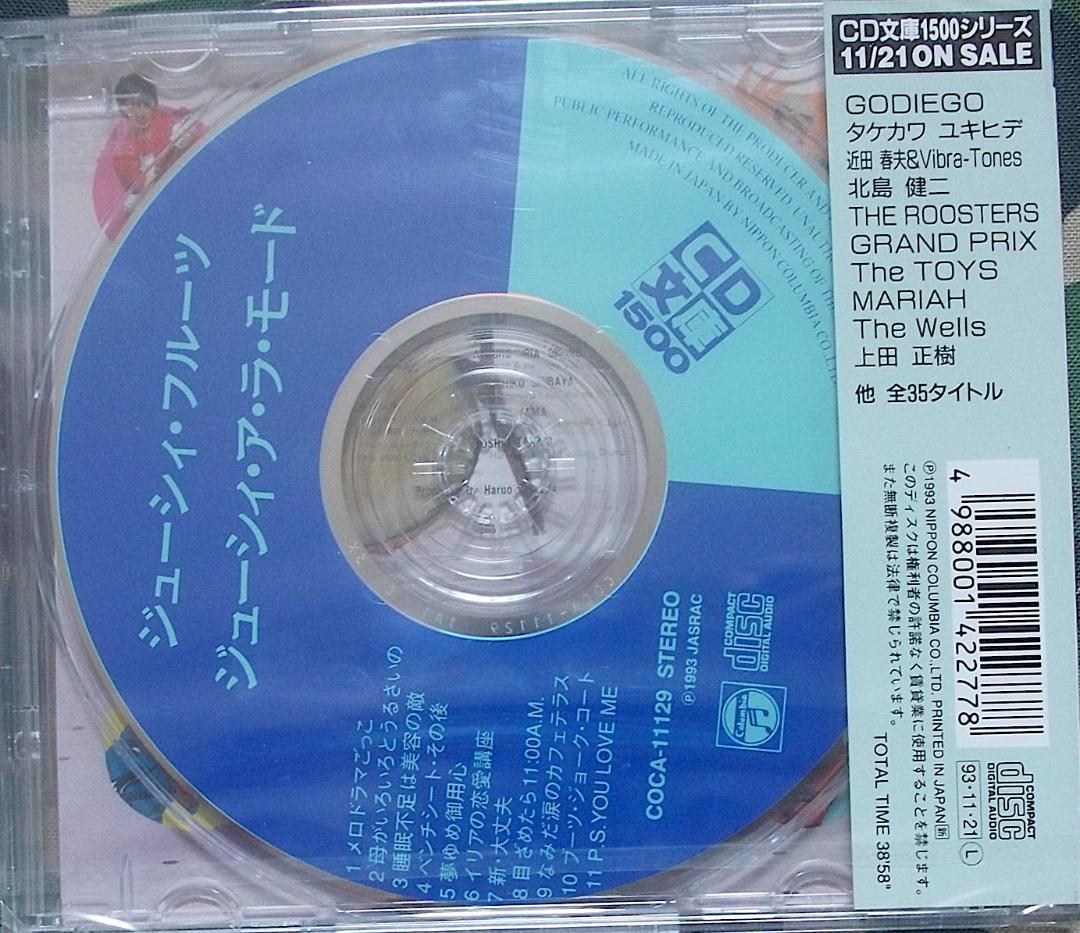 CD文庫1500シリーズ
11/21 ON SALE
GODIEGO
タケカワ ユキヒデ
近田 春夫&Vibra-Tones
北島 健二
THE ROOSTERS
GRAND PRIX
The TOYS
MARIAH
The Wells
上田 正樹
他 全35タイトル
4 988001 422778
Ⓟ1993 NIPPON COLUMBIA CO.,LTD. PRINTED IN JAPAN 新
このディスクは権利者の許諾なく賃貸業に使用することを禁じます。
また無断複製は法律で禁じられています。
TOTAL TIME 38'58"
93・11・21 Ⓛ
COMPACT
disc
DIGITAL AUDIO
ジューシィ・フルーツ
ジューシィ・ア・ラ・モード
CD
文庫
1500
ALL RIGHTS OF THE PRODUCER AND
REPRODUCED RESERVED. UNAUTH
PUBLIC PERFORMANCE AND BROADCASTING OF TH
MADE IN JAPAN BY NIPPON COLUMBIA CO.,LTD.
1 メロドラマごっこ
2 母がいろいろとうるさいの
3 睡眠不足は美容の敵
4 ベンチシート・その後
5 夢ゆめ御用心
6 イリアの恋愛講座
7 新・大丈夫
8 目ざめたら11:00A.M.
9 なみだ涙のカフェテラス
10 ブーツ・ジョーク・コート
11 P.S. YOU LOVE ME
COCA-11129 STEREO
Ⓟ1993 JASRAC
COMPACT
disc
DIGITAL AUDIO
Columbia
Haruo